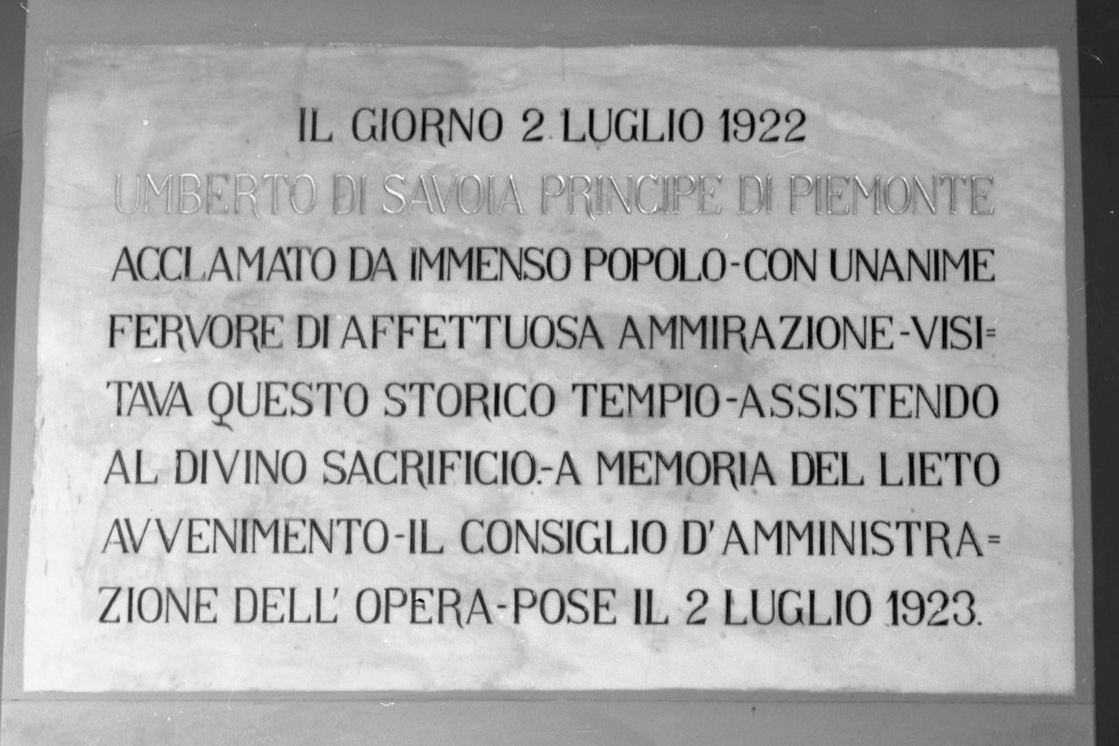 IL GIORNO 2 LUGLIO 1922
UMBERTO DI SAVOIA PRINCIPE DI PIEMONTE
ACCLAMATO DA IMMENSO POPOLO-CON UNANIME
FERVORE DI AFFETTUOSA AMMIRAZIONE-VISI=
TAVA QUESTO STORICO TEMPIO-ASSISTENDO
AL DIVINO SACRIFICIO.-A MEMORIA DEL LIETO
AVVENIMENTO-IL CONSIGLIO D'AMMINISTRA=
ZIONE DELL' OPERA-POSE IL 2 LUGLIO 1923.